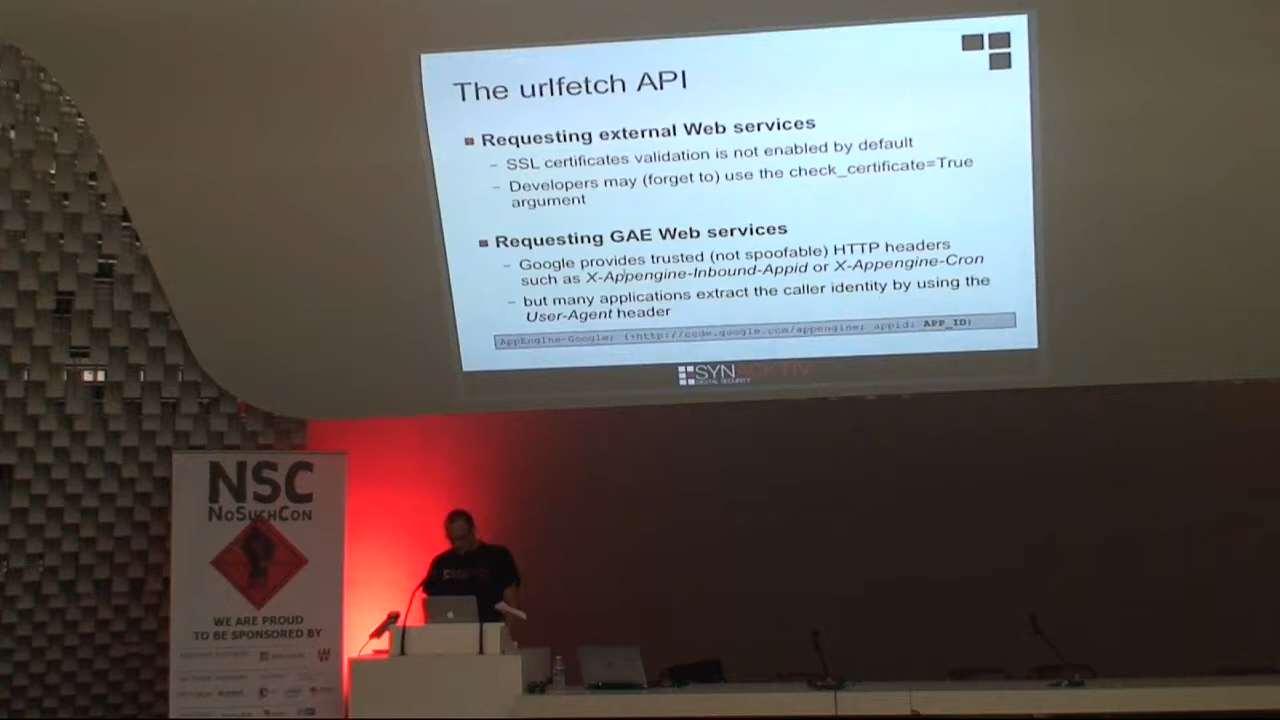 The urlfetch API
Requesting external Web services
– SSL certificates validation is not enabled by default
– Developers may (forget to) use the check_certificate=True
argument
Requesting GAE Web services
– Google provides trusted (not spoofable) HTTP headers
such as X-Appengine-Inbound-Appid or X-Appengine-Cron
– but many applications extract the caller identity by using the
User-Agent header
AppEngine-Google; (+http://code.google.com/appengine; appid: APP_ID)
SYNACKTIV
DIGITAL SECURITY
NSC
NoSuchCon
WE ARE PROUD
TO BE SPONSORED BY